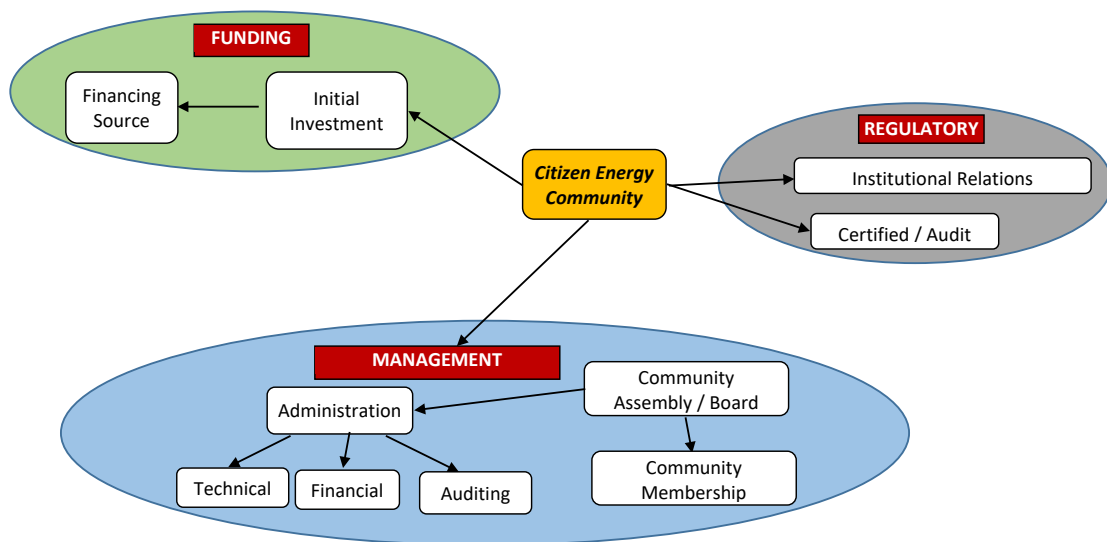 FUNDING
Financing
Source
Initial
Investment
Citizen Energy
Community
REGULATORY
Institutional Relations
Certified / Audit
MANAGEMENT
Community
Assembly / Board
Administration
Technical
Financial
Auditing
Community
Membership